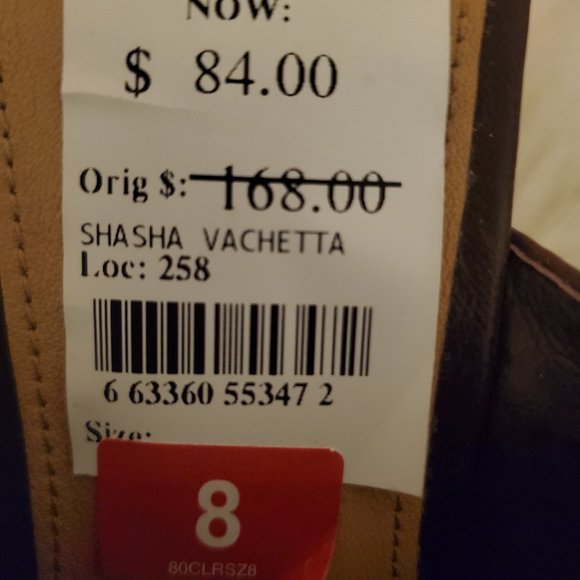 NOW:
$ 84.00
Orig $: 168.00
SHASHA VACHETTA
Loc: 258
6 63360 55347 2
Size:
8
80CLRSZ8